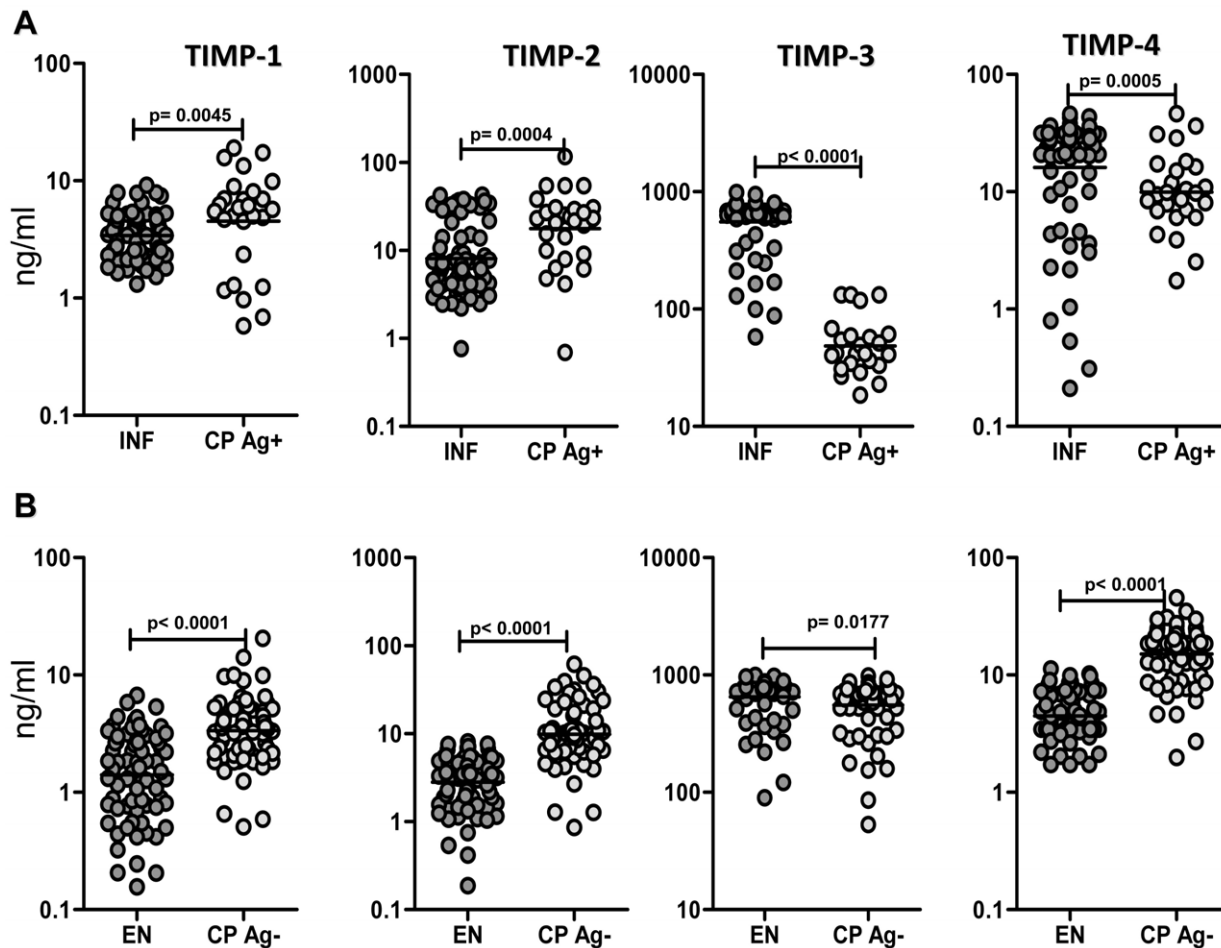 A
TIMP-1 TIMP-2 TIMP-3 TIMP-4
100 1000 10000 100
p= 0.0045 p= 0.0004 p< 0.0001 p= 0.0005
10 100 1000 10
ng/ml
1 10 100 1
1
0.1 0.1 10 0.1
INF CP Ag+ INF CP Ag+ INF CP Ag+ INF CP Ag+
B
100 1000 10000 100
p< 0.0001 p< 0.0001 p= 0.0177 p< 0.0001
10 100 1000 10
ng/ml
10
1 1 100 1
0.1 0.1 10 0.1
EN CP Ag- EN CP Ag- EN CP Ag- EN CP Ag-